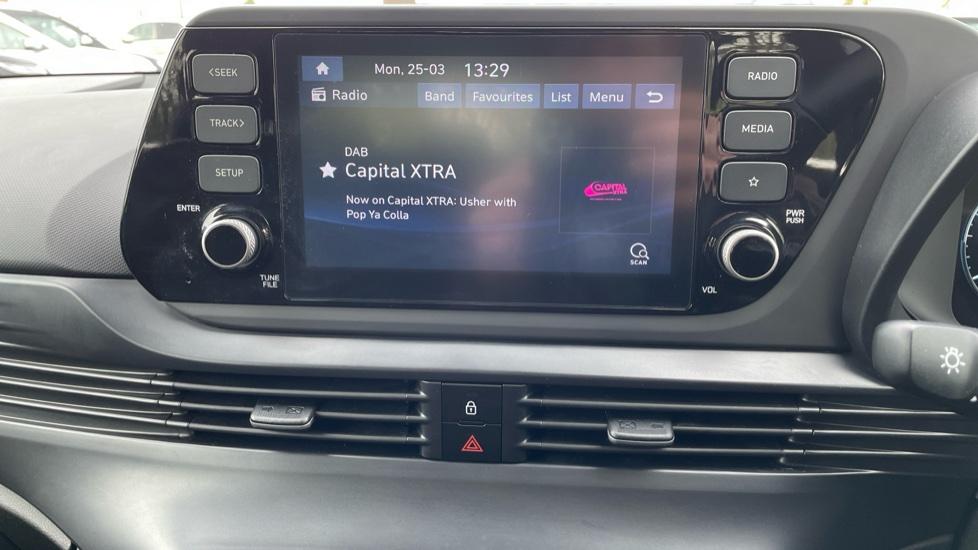 <SEEK
TRACK>
SETUP
ENTER
TUNE
FILE
Mon, 25-03 13:29
Radio Band Favourites List Menu
DAB
Capital XTRA
Now on Capital XTRA: Usher with
Pop Ya Colla
CAPITAL
XTRA
SCAN
RADIO
MEDIA
PWR
PUSH
VOL